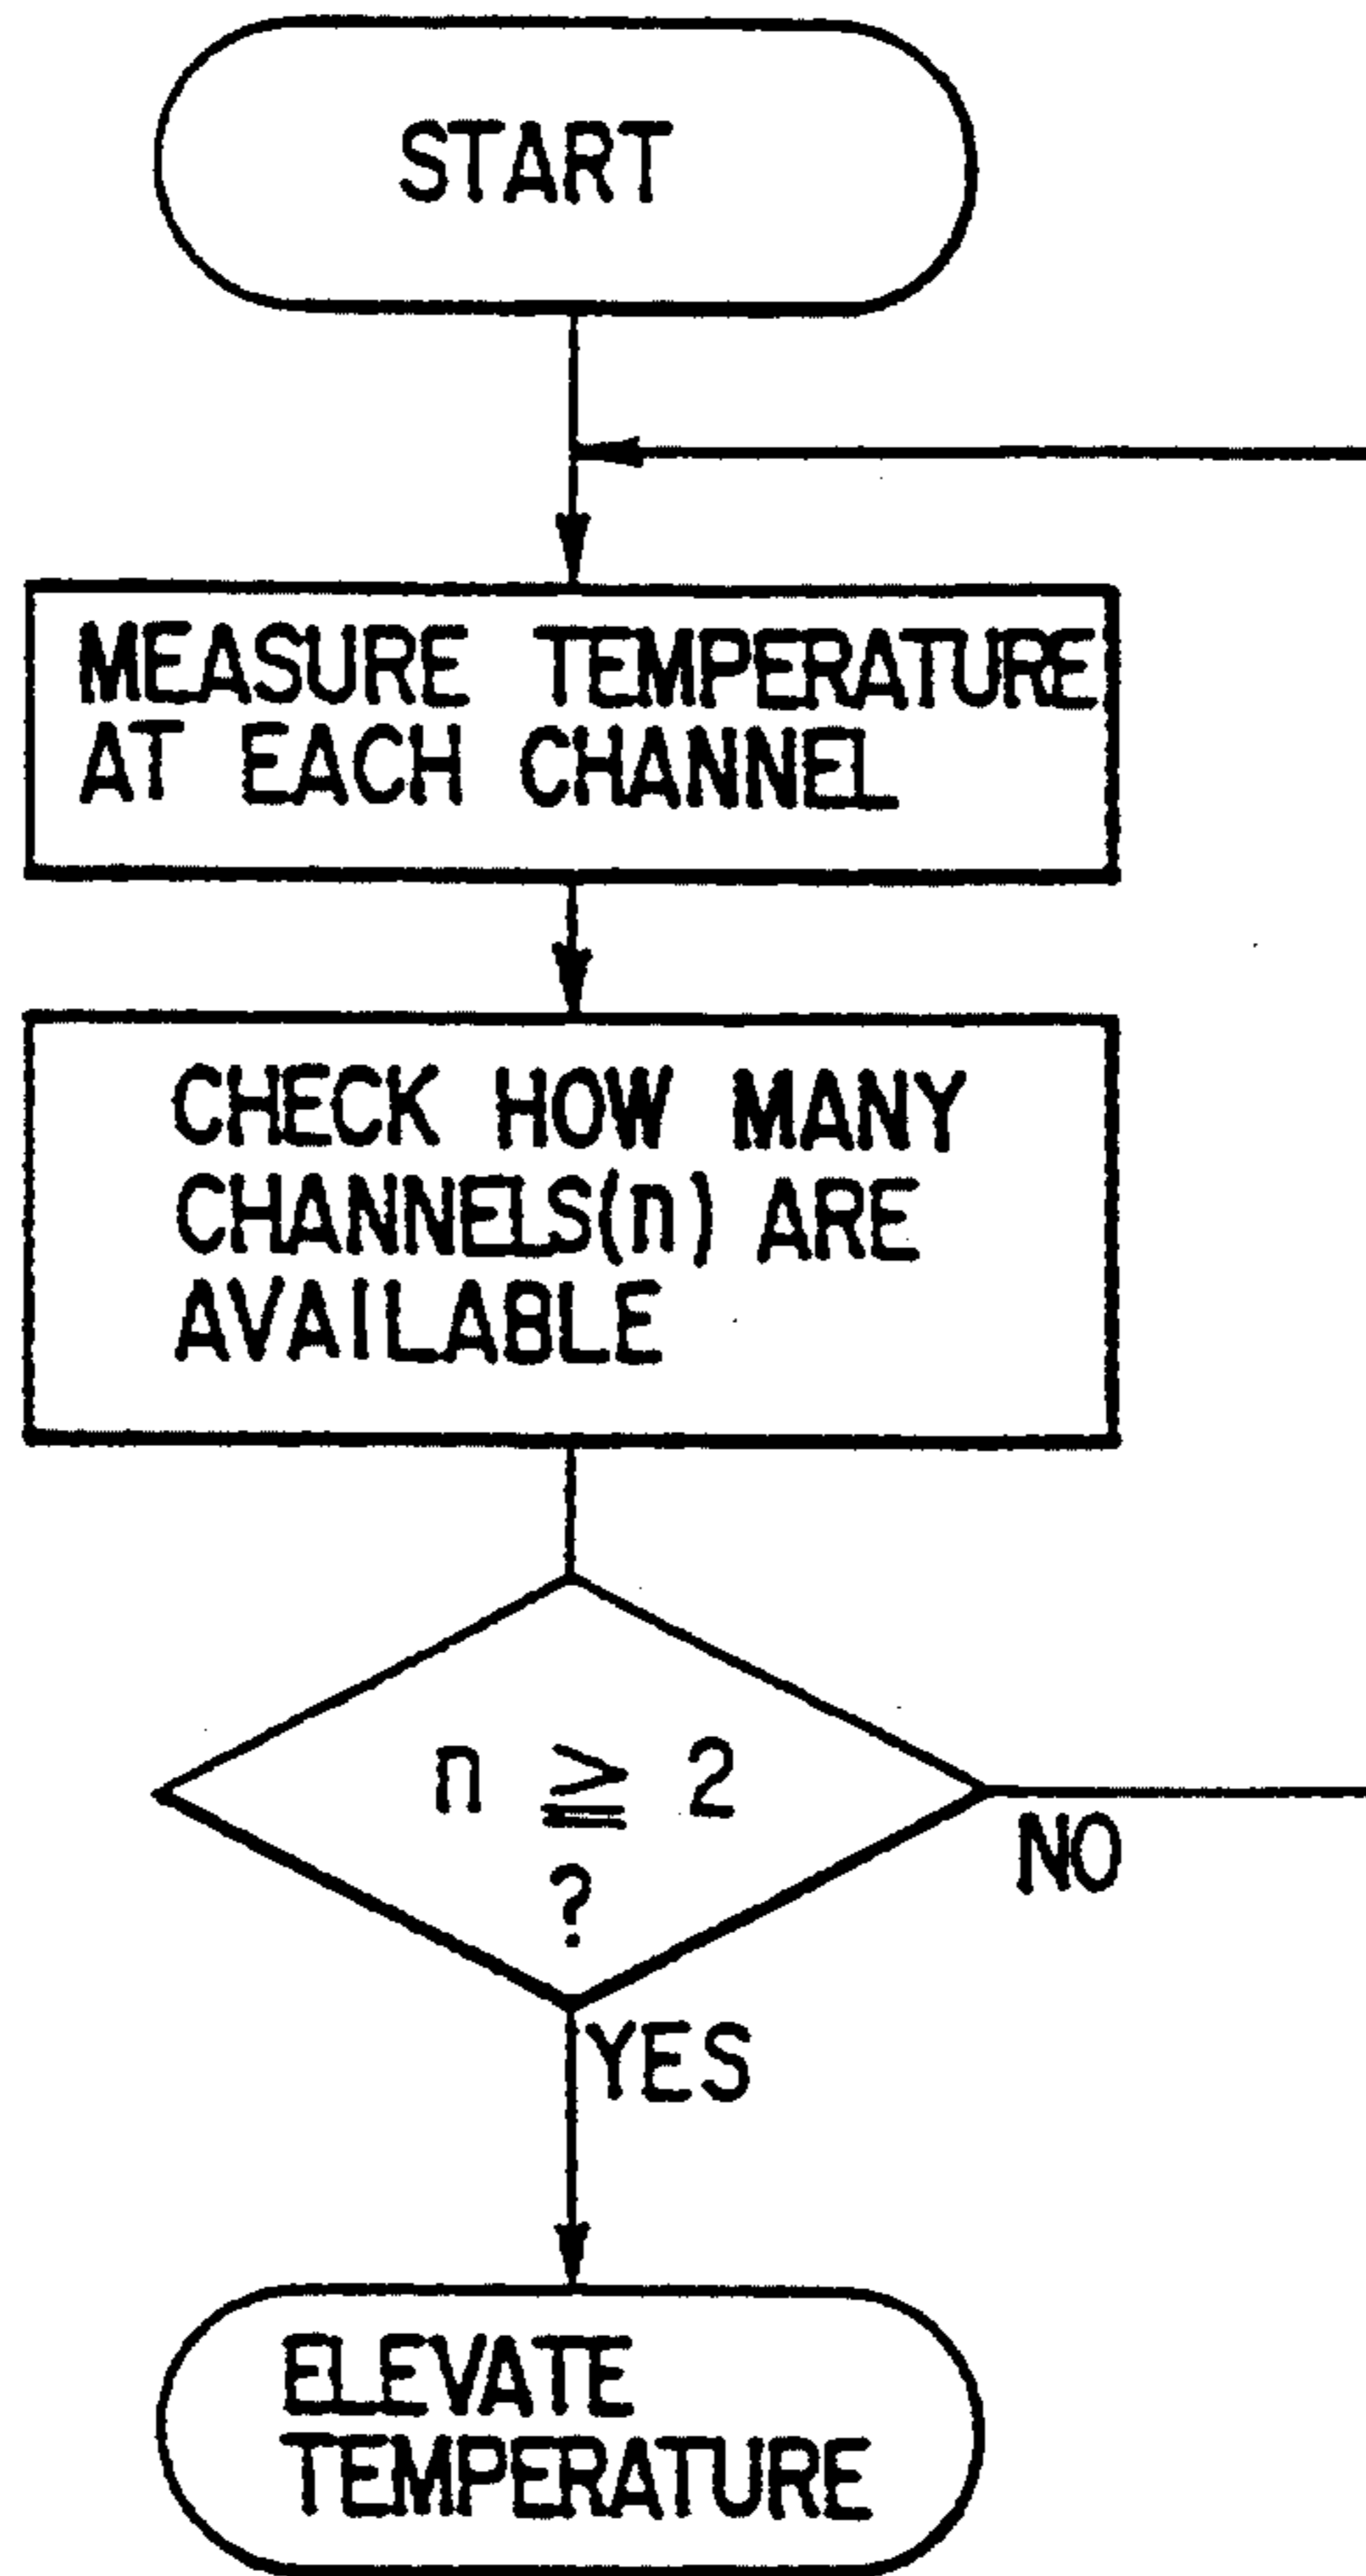 START
MEASURE TEMPERATURE
AT EACH CHANNEL
CHECK HOW MANY
CHANNELS(n) ARE
AVAILABLE
n ≧ 2
?
NO
YES
ELEVATE
TEMPERATURE